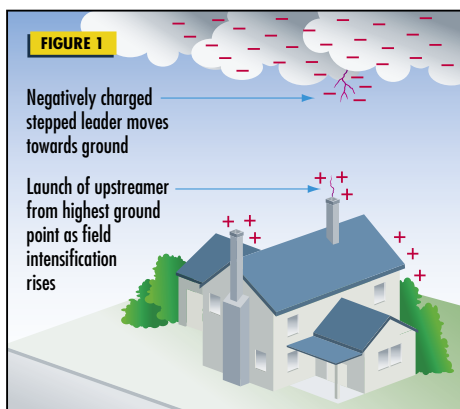 FIGURE 1
Negatively charged
stepped leader moves
towards ground
Launch of upstreamer
from highest ground
point as field
intensification
rises